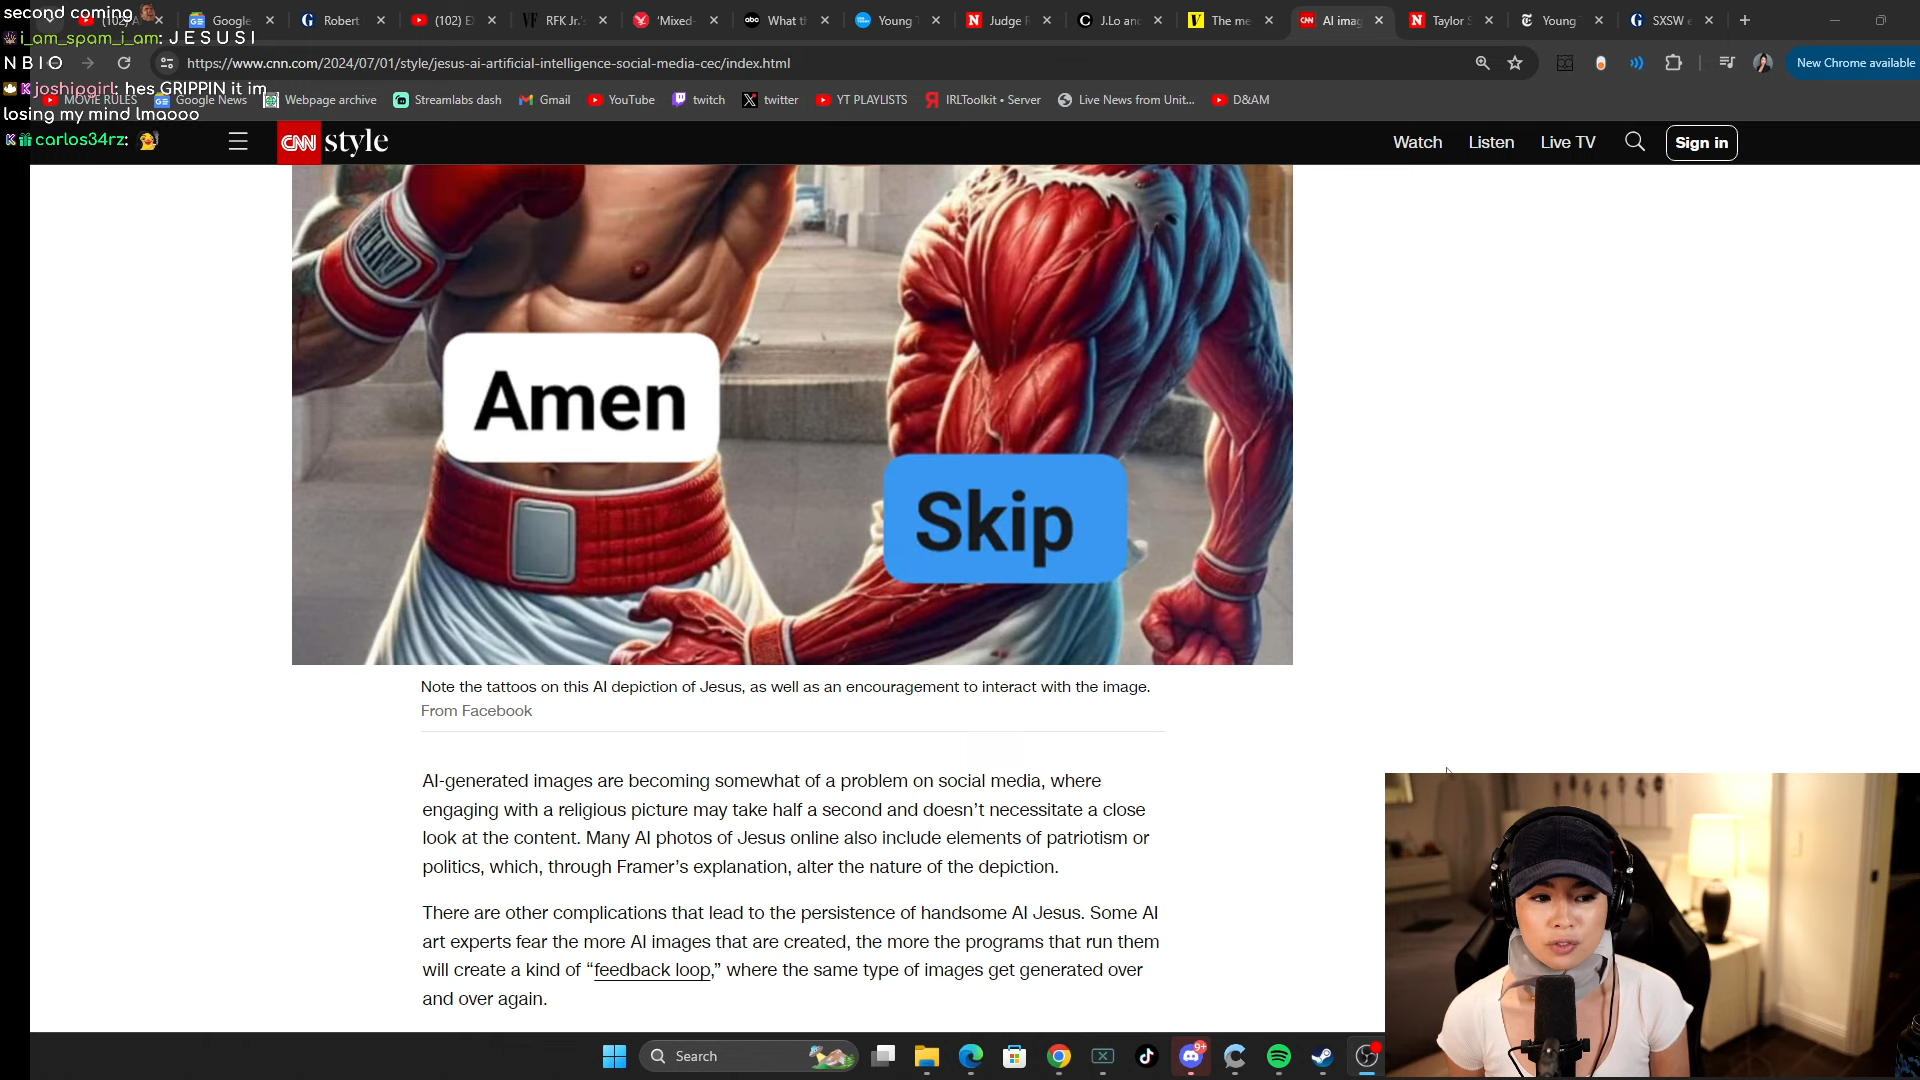 second coming
i_am_spam_i_am: J E S U S I
N B I O
joshipgirl: hes GRIPPIN it im
losing my mind lmaooo
carlos34rz:
Google
Robert
RFK Jr.'s
'Mixed-
What th
Young
Judge
J.Lo and
The me
AI imag
Taylor
Young
SXSW
https://www.cnn.com/2024/07/01/style/jesus-ai-artificial-intelligence-social-media-cec/index.html
New Chrome available
MOVIE RULES
Google News
Webpage archive
Streamlabs dash
Gmail
YouTube
twitch
twitter
YT PLAYLISTS
IRLToolkit • Server
Live News from Unit...
D&AM
CNN style
Watch
Listen
Live TV
Sign in
Amen
Skip
Note the tattoos on this AI depiction of Jesus, as well as an encouragement to interact with the image.
From Facebook
AI-generated images are becoming somewhat of a problem on social media, where
engaging with a religious picture may take half a second and doesn’t necessitate a close
look at the content. Many AI photos of Jesus online also include elements of patriotism or
politics, which, through Framer’s explanation, alter the nature of the depiction.
There are other complications that lead to the persistence of handsome AI Jesus. Some AI
art experts fear the more AI images that are created, the more the programs that run them
will create a kind of “feedback loop,” where the same type of images get generated over
and over again.
Search
9+